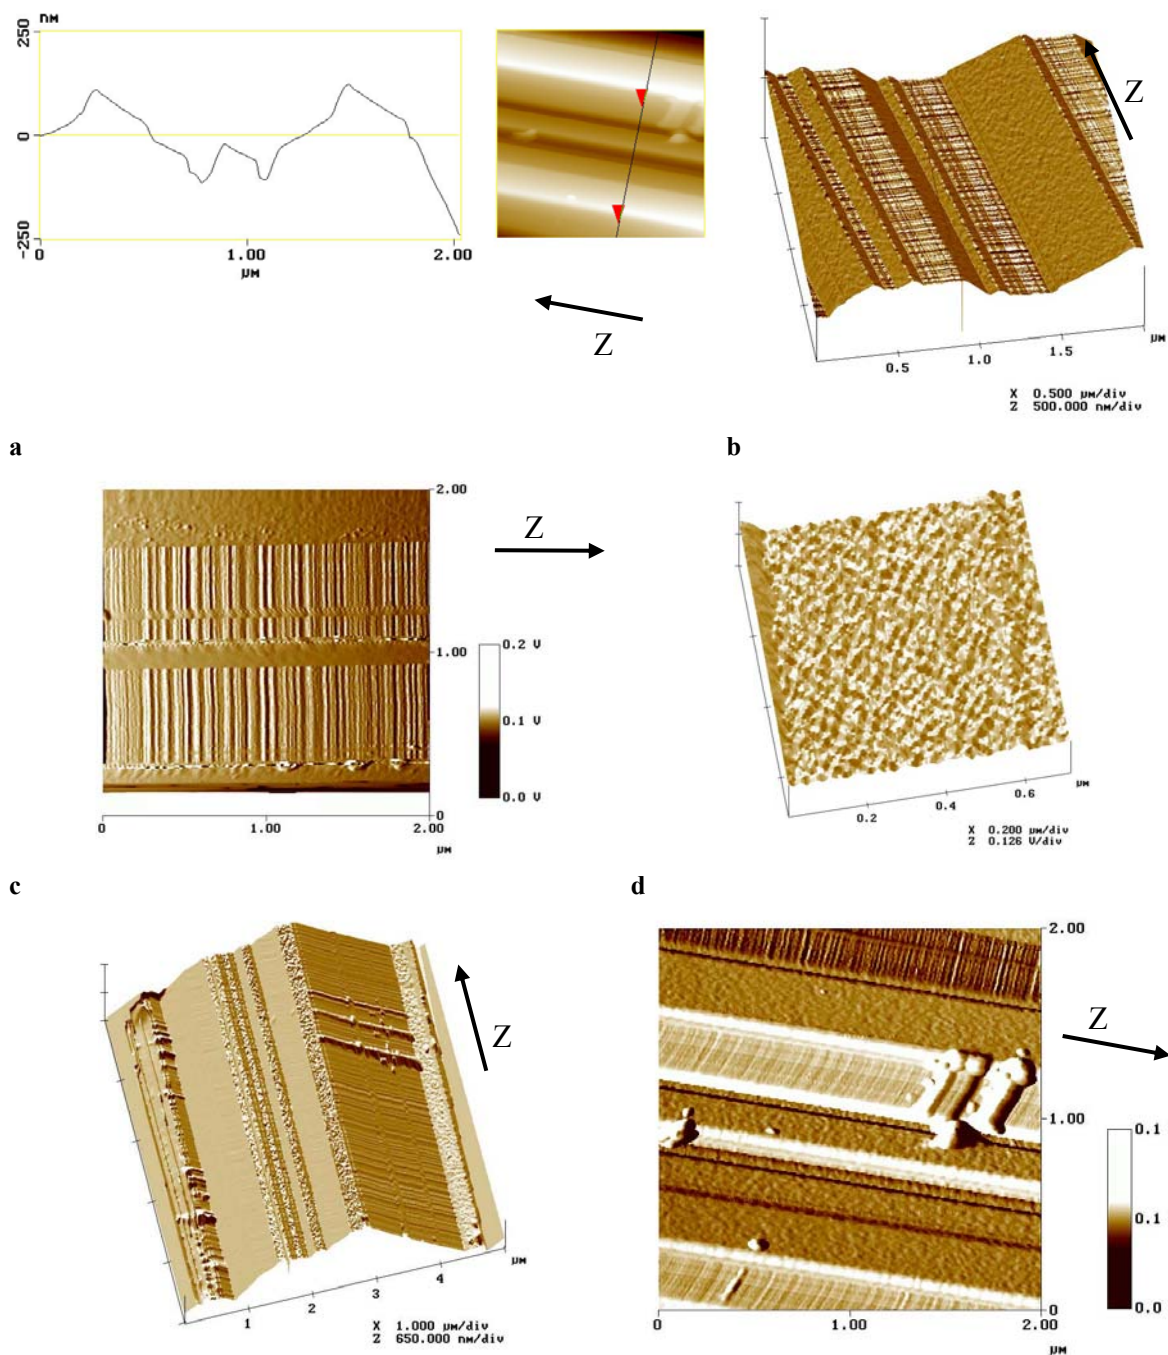 nM
250
0
-250
0
1.00
2.00
µM
Z
Z
0.5
1.0
1.5
µM
X 0.500 µM/div
Z 500.000 nM/div
a
b
2.00
1.00
0
0
1.00
2.00
µM
Z
0.2 V
0.1 V
0.0 V
0.2
0.4
0.6
µM
X 0.200 µM/div
Z 0.126 V/div
c
d
Z
1
2
3
4
µM
X 1.000 µM/div
Z 650.000 nM/div
2.00
1.00
0
0
1.00
2.00
µM
Z
0.1
0.1
0.0